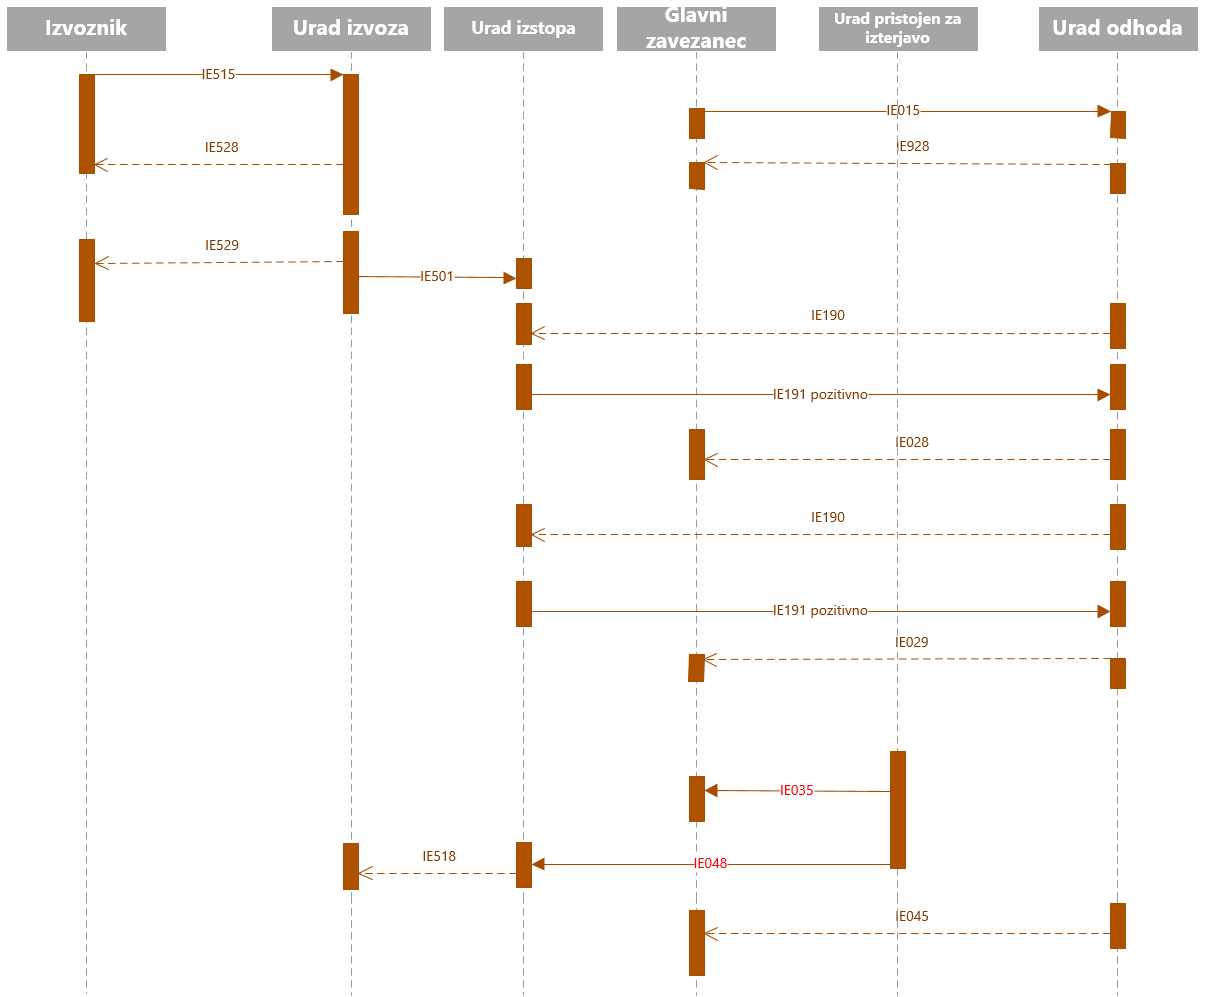 Izvoznik
Urad izvoza
Urad izstopa
Glavni
zavezanec
Urad pristojen za
izterjavo
Urad odhoda
IE515
IE015
IE528
IE928
IE529
IE501
IE190
IE191 pozitivno
IE028
IE190
IE191 pozitivno
IE029
IE035
IE518
IE048
IE045